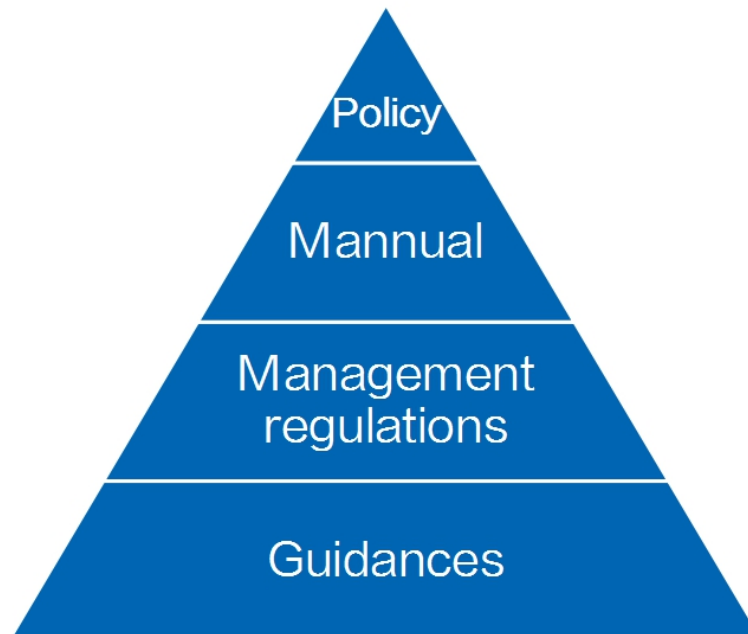 Policy
Mannual
Management
regulations
Guidances